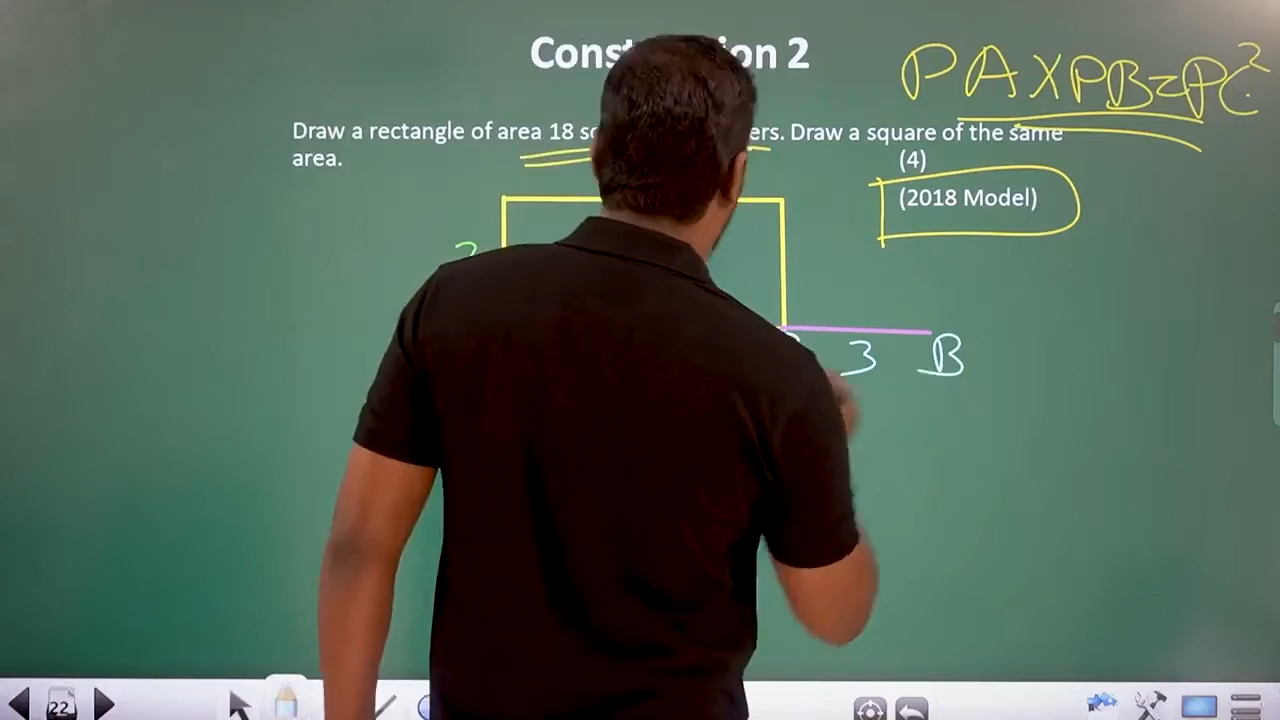 Const ion 2
PA X PB = PC²
Draw a rectangle of area 18 s ers. Draw a square of the same
area.
(4)
(2018 Model)
3 B
22